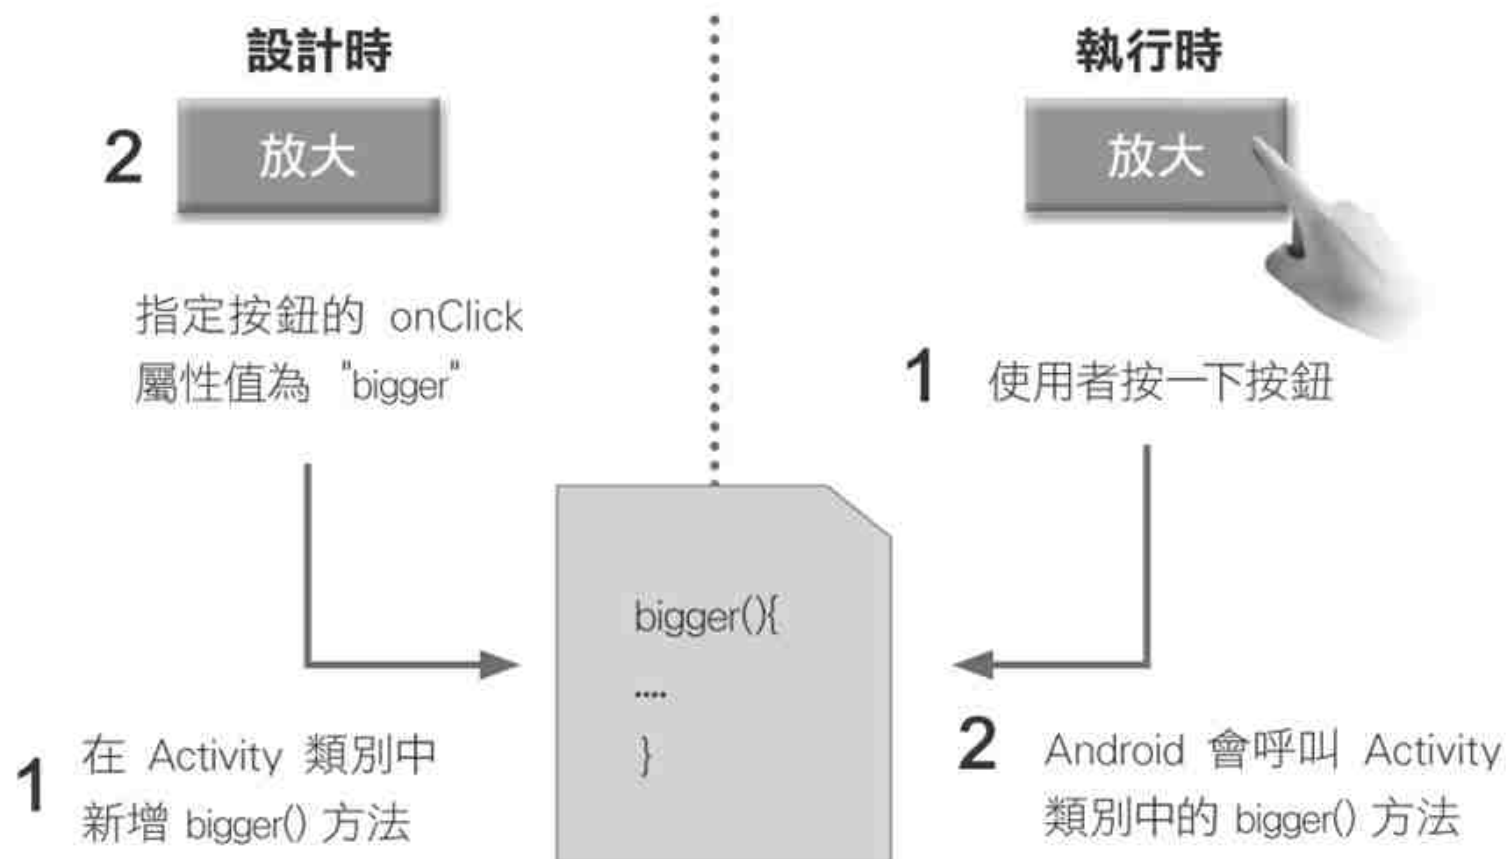 設計時
2
放大
指定按鈕的 onClick
屬性值為 "bigger"
1
在 Activity 類別中
新增 bigger() 方法
bigger(){
....
}
執行時
放大
1
使用者按一下按鈕
2
Android 會呼叫 Activity
類別中的 bigger() 方法